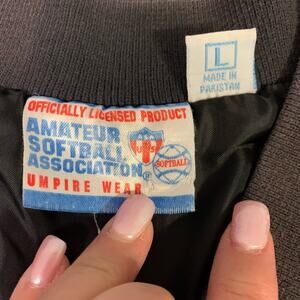 OFFICIALLY LICENSED PRODUCT
AMATEUR
SOFTBALL
ASSOCIATION
®
SOFTBALL
UMPIRE WEAR
L
MADE IN
PAKISTAN